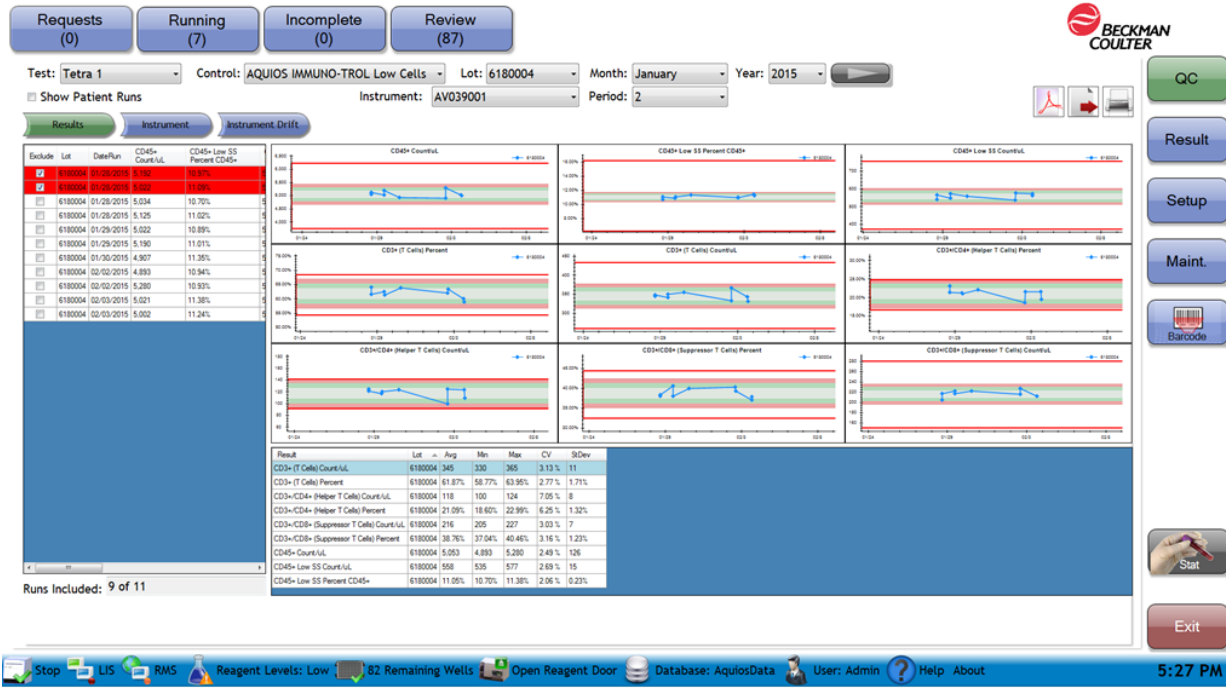 Requests
(0)
Running
(7)
Incomplete
(0)
Review
(87)
BECKMAN
COULTER
Test: Tetra 1 Control: AQUIOS IMMUNO-TROL Low Cells Lot: 6180004 Month: January Year: 2015
Show Patient Runs Instrument: AV039001 Period: 2
Results Instrument Instrument Drift
QC
Result
Setup
Maint.
Barcode
Stat
Exit
Exclude Lot DateRun CD45+ Count/uL CD45+ Low SS Percent CD45+
6180004 01/28/2015 5,192 10.97%
6180004 01/28/2015 5,022 11.08%
6180004 01/28/2015 5,034 10.70%
6180004 01/28/2015 5,125 11.02%
6180004 01/29/2015 5,022 10.89%
6180004 01/29/2015 5,190 11.01%
6180004 01/30/2015 4,907 11.35%
6180004 02/02/2015 4,893 10.94%
6180004 02/02/2015 5,280 10.93%
6180004 02/03/2015 5,021 11.38%
6180004 02/03/2015 5,002 11.24%
Runs Included: 9 of 11
CD45+ Count/uL
CD45+ Low SS Percent CD45+
CD45+ Low SS Count/uL
CD3+ (T Cells) Percent
CD3+ (T Cells) Count/uL
CD3+/CD4+ (Helper T Cells) Percent
CD3+/CD4+ (Helper T Cells) Count/uL
CD3+/CD8+ (Suppressor T Cells) Percent
CD3+/CD8+ (Suppressor T Cells) Count/uL
Result Lot Avg Min Max CV StDev
CD3+ (T Cells) Count/uL 6180004 345 330 365 3.13 % 11
CD3+ (T Cells) Percent 6180004 61.87% 58.77% 63.95% 2.77 % 1.71%
CD3+/CD4+ (Helper T Cells) Count/uL 6180004 118 100 124 7.05 % 8
CD3+/CD4+ (Helper T Cells) Percent 6180004 21.09% 18.60% 22.99% 6.25 % 1.32%
CD3+/CD8+ (Suppressor T Cells) Count/uL 6180004 216 205 227 3.03 % 7
CD3+/CD8+ (Suppressor T Cells) Percent 6180004 38.76% 37.04% 40.46% 3.16 % 1.23%
CD45+ Count/uL 6180004 5,053 4,893 5,280 2.49 % 126
CD45+ Low SS Count/uL 6180004 558 535 577 2.69 % 15
CD45+ Low SS Percent CD45+ 6180004 11.05% 10.70% 11.38% 2.06 % 0.23%
Stop LIS RMS Reagent Levels: Low 82 Remaining Wells Open Reagent Door Database: AquiosData User: Admin Help About 5:27 PM